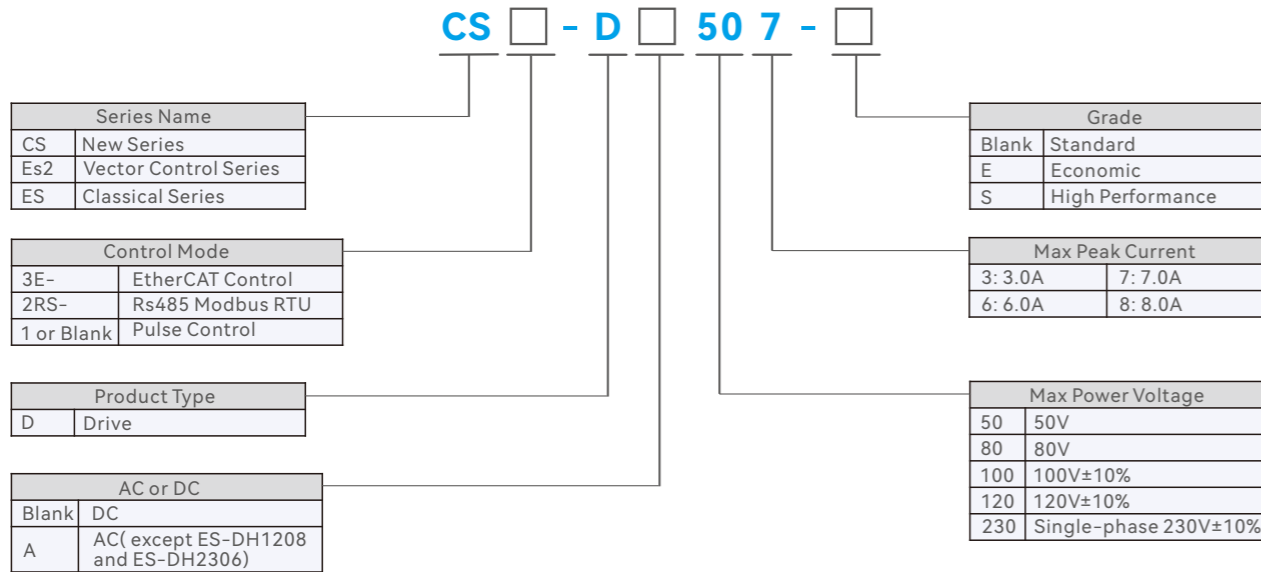 CS □ - D □ 50 7 - □
Series Name
CS New Series
Es2 Vector Control Series
ES Classical Series
Control Mode
3E- EtherCAT Control
2RS- Rs485 Modbus RTU
1 or Blank Pulse Control
Product Type
D Drive
AC or DC
Blank DC
A AC( except ES-DH1208
and ES-DH2306)
Grade
Blank Standard
E Economic
S High Performance
Max Peak Current
3: 3.0A 7: 7.0A
6: 6.0A 8: 8.0A
Max Power Voltage
50 50V
80 80V
100 100V±10%
120 120V±10%
230 Single-phase 230V±10%